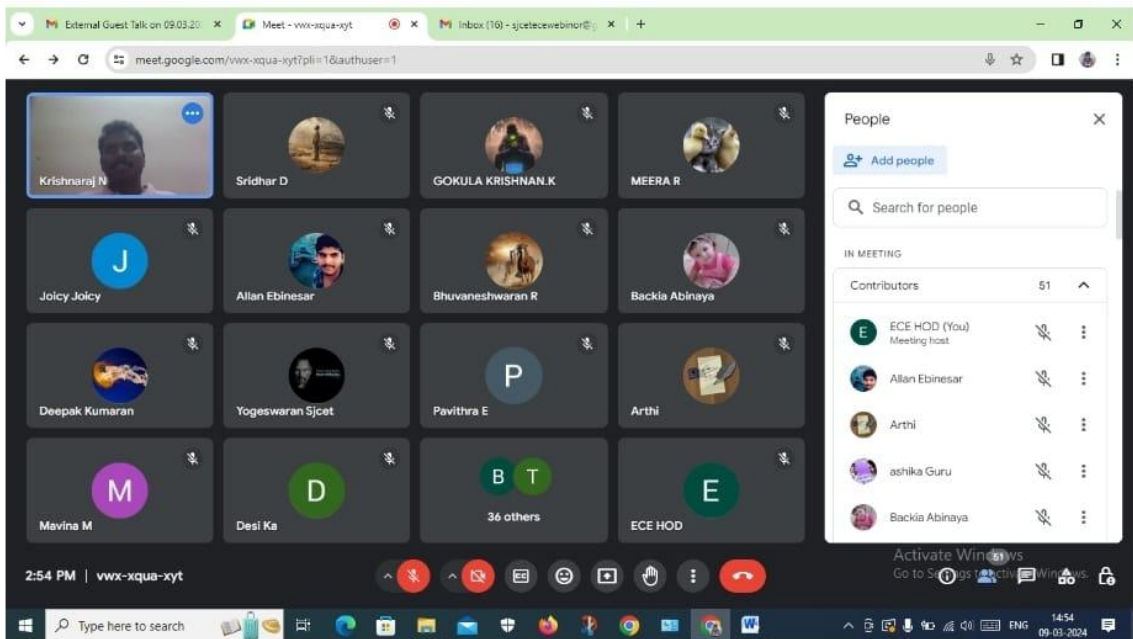 External Guest Talk on 09.03.20
Meet - vwx-xqua-xyt
Inbox (16) - sjcetecewebinor@g
meet.google.com/vwx-xqua-xyt?pli=1&authuser=1
Krishnaraj N
Sridhar D
GOKULA KRISHNAN.K
MEERA R
J
Joicy Joicy
Allan Ebinesar
Bhuvaneshwaran R
Backia Abinaya
Deepak Kumaran
Yogeswaran Sjcet
P
Pavithra E
Arthi
M
Mavina M
D
Desi Ka
B T
36 others
E
ECE HOD
People
Add people
Search for people
IN MEETING
Contributors 51
E
ECE HOD (You)
Meeting host
Allan Ebinesar
Arthi
ashika Guru
Backia Abinaya
Activate Windows
Go to Settings to activate Windows.
51
2:54 PM | vwx-xqua-xyt
CC
Type here to search
W
ENG
14:54
09-03-2024